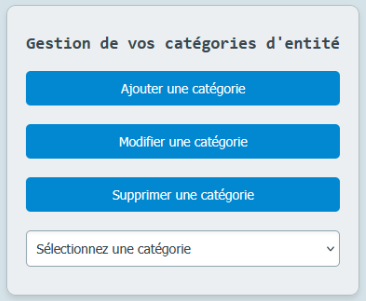 Gestion de vos catégories d'entité
Ajouter une catégorie
Modifier une catégorie
Supprimer une catégorie
Sélectionnez une catégorie